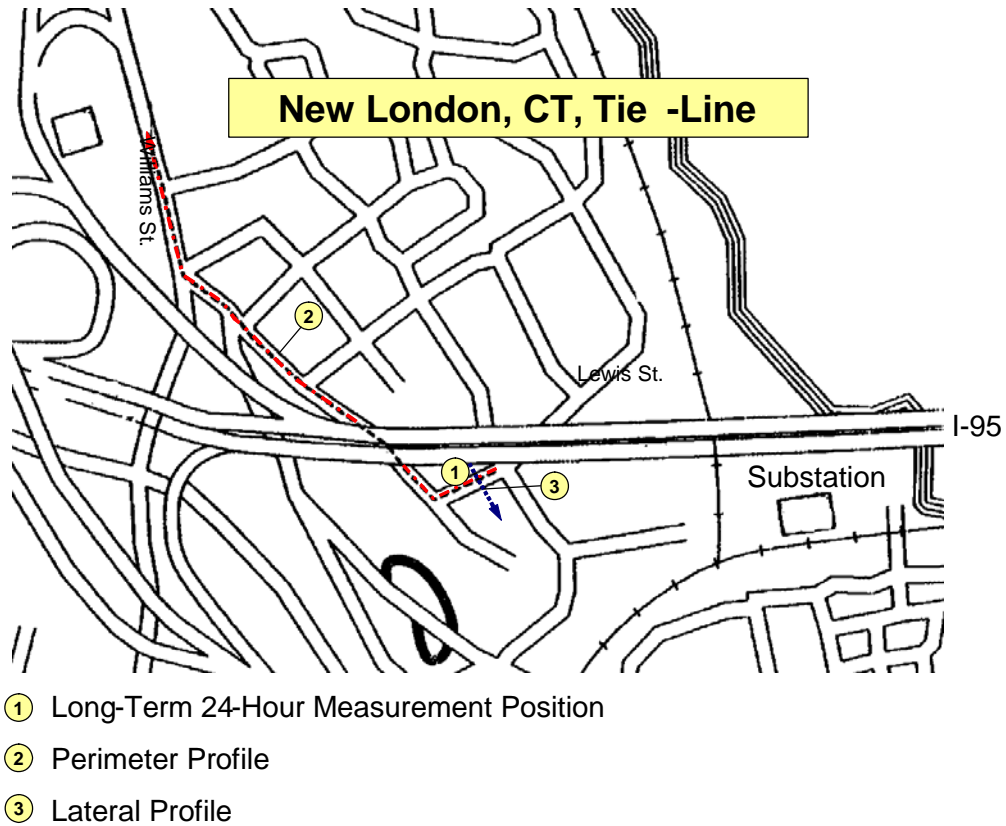 New London, CT, Tie -Line
Williams St.
2
Lewis St.
I-95
1
3
Substation
1 Long-Term 24-Hour Measurement Position
2 Perimeter Profile
3 Lateral Profile